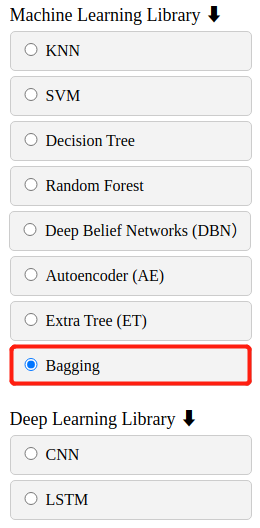 Machine Learning Library ⬇
KNN
SVM
Decision Tree
Random Forest
Deep Belief Networks (DBN）
Autoencoder (AE)
Extra Tree (ET)
Bagging
Deep Learning Library ⬇
CNN
LSTM